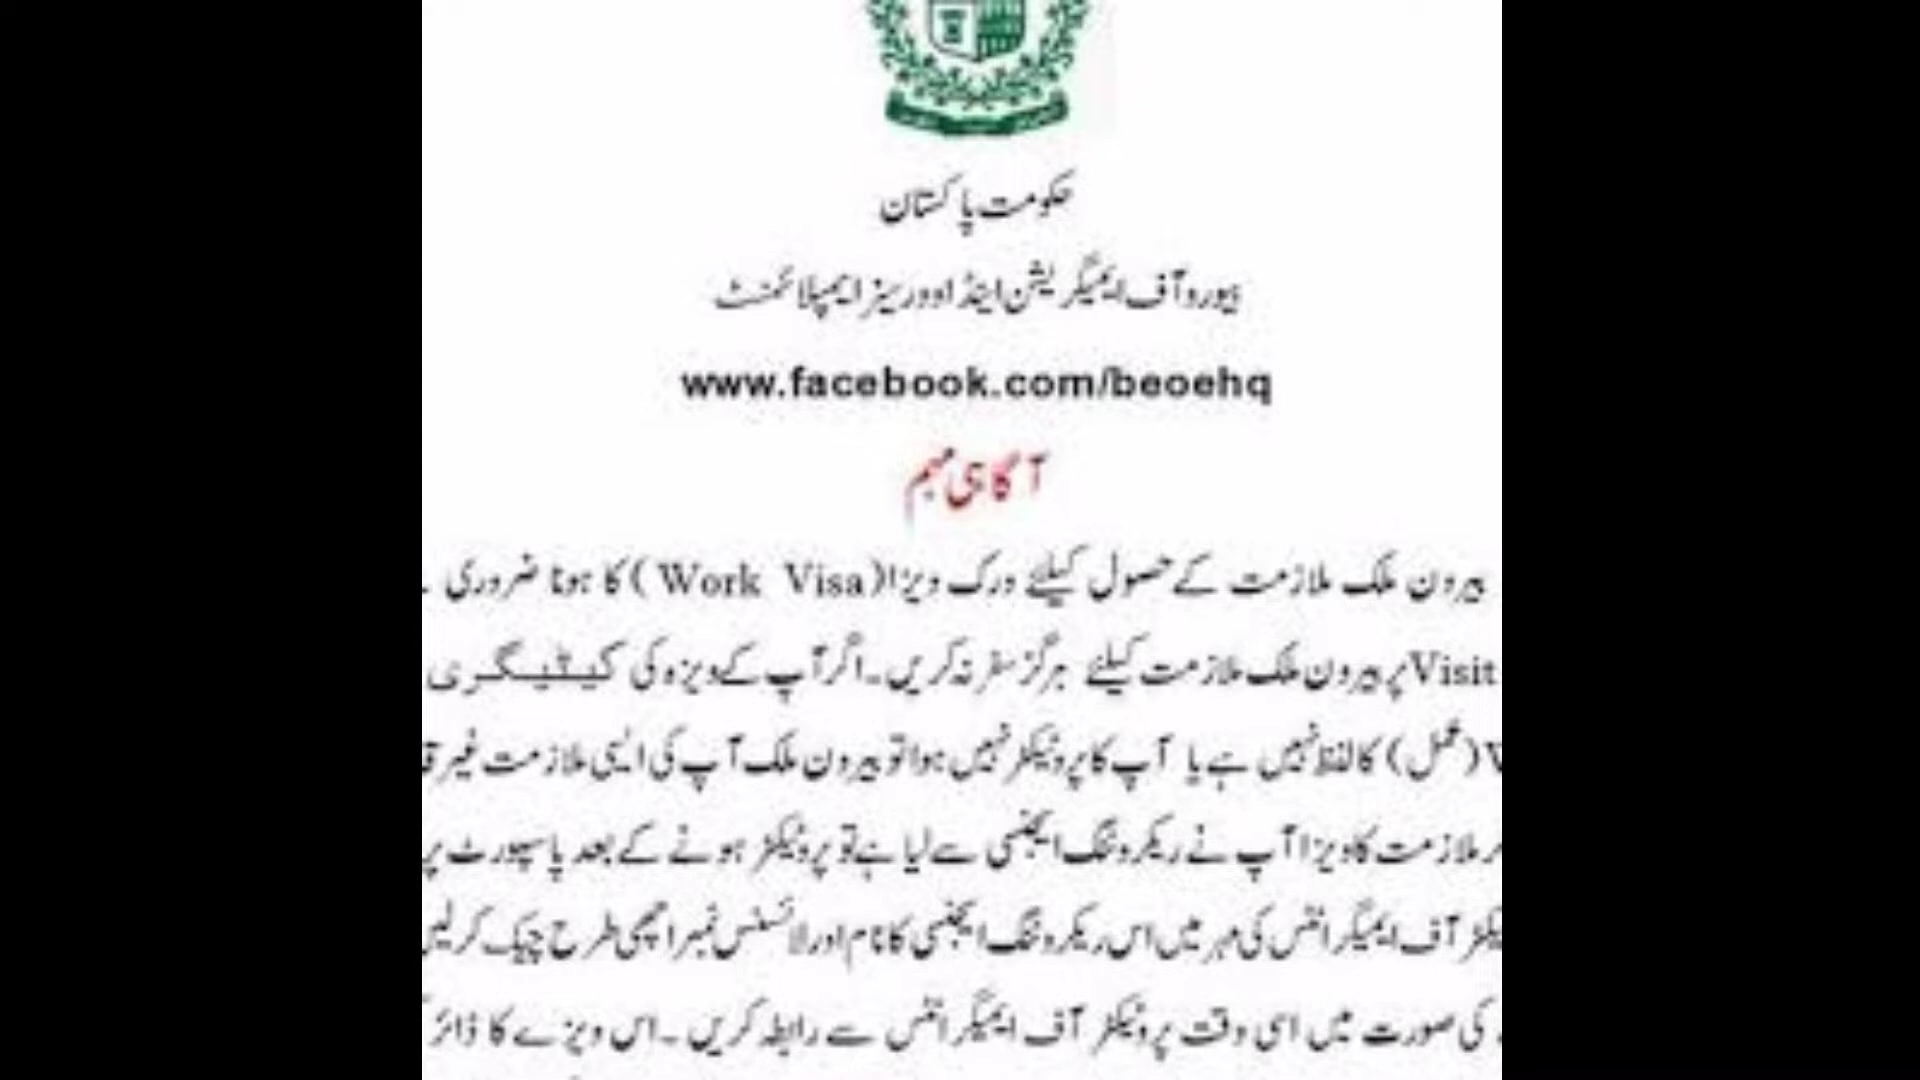 حکومت پاکستان
بیورو آف ایمیگریشن اینڈ اوورسیز ایمپلائمنٹ
www.facebook.com/beoehq
آگاہی مہم
بیرون ملک ملازمت کے حصول کیلئے ورک ویزا (Work Visa) کا ہونا ضروری
Visit پر بیرون ملک ملازمت کیلئے ہرگز سفر نہ کریں۔ اگر آپ کے ویزہ کی کیٹیگری
(عمل) کا لفظ نہیں ہے یا آپ کا پروٹیکٹر نہیں ہوا تو بیرون ملک آپ کی ایسی ملازمت غیر
ملازمت کا ویزا آپ نے ریکروٹنگ ایجنسی سے لیا ہے تو پروٹیکٹر ہونے کے بعد پاسپورٹ پر
آف ایمیگرانٹس کی مہر میں اس ریکروٹنگ ایجنسی کا نام اور لائسنس نمبر اچھی طرح چیک کرلیں
کی صورت میں اسی وقت پروٹیکٹر آف ایمیگرانٹس سے رابطہ کریں۔ اس ویزے کا